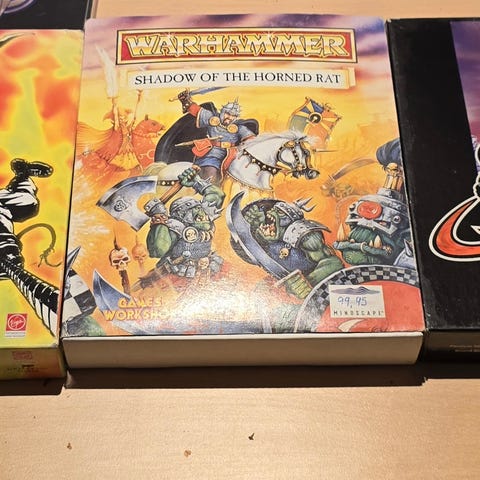 WARHAMMER
SHADOW OF THE HORNED RAT
GAMES
WORKSHOP
99,95
MINDSCAPE
Virgin